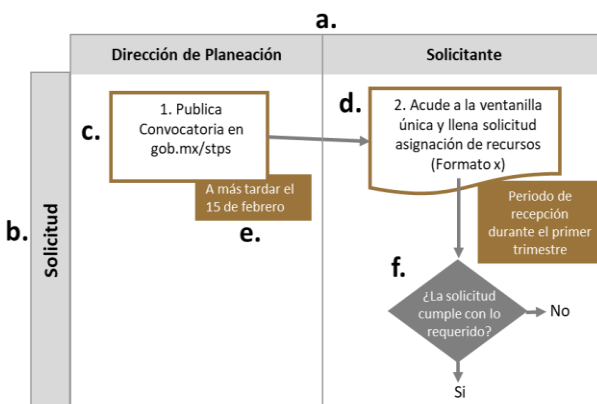 a.
Dirección de Planeación
Solicitante
b.
Solicitud
c.
1. Publica
Convocatoria en
gob.mx/stps
A más tardar el
15 de febrero
e.
d.
2. Acude a la ventanilla
única y llena solicitud
asignación de recursos
(Formato x)
Periodo de
recepción
durante el primer
trimestre
f.
¿La solicitud
cumple con lo
requerido?
No
Si